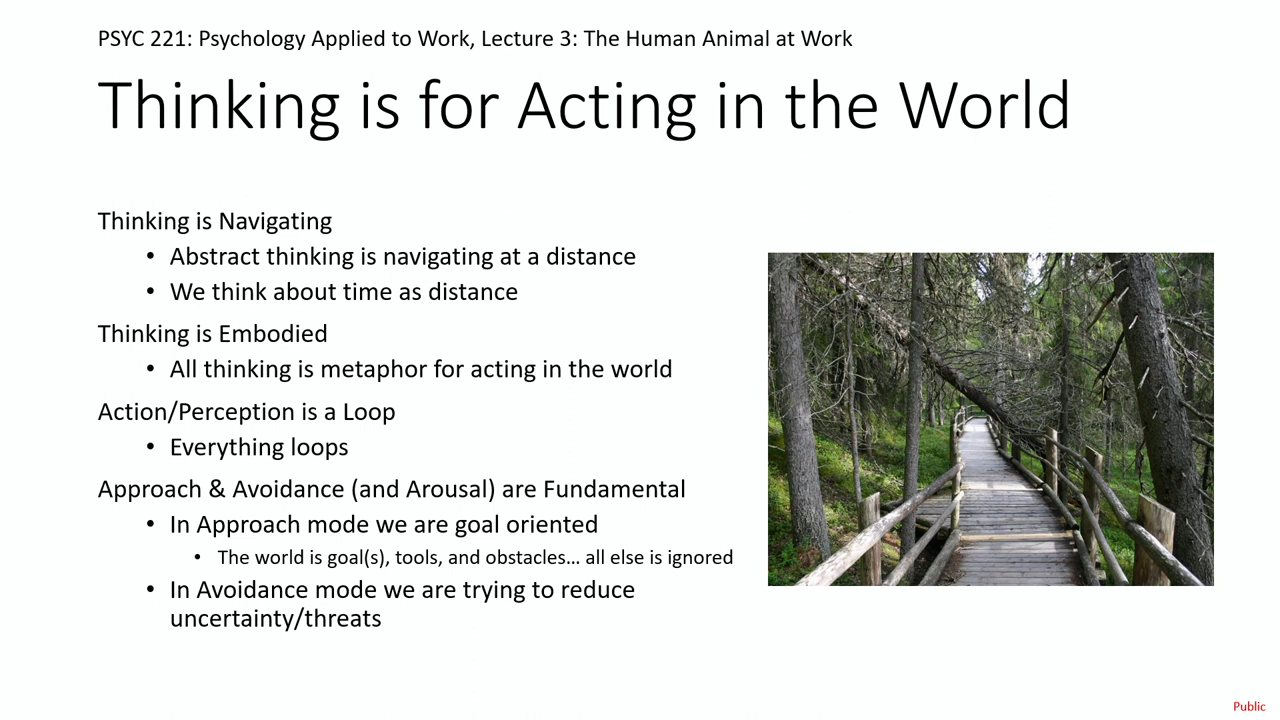 PSYC 221: Psychology Applied to Work, Lecture 3: The Human Animal at Work
Thinking is for Acting in the World
Thinking is Navigating
• Abstract thinking is navigating at a distance
• We think about time as distance
Thinking is Embodied
• All thinking is metaphor for acting in the world
Action/Perception is a Loop
• Everything loops
Approach & Avoidance (and Arousal) are Fundamental
• In Approach mode we are goal oriented
• The world is goal(s), tools, and obstacles... all else is ignored
• In Avoidance mode we are trying to reduce
uncertainty/threats
Public